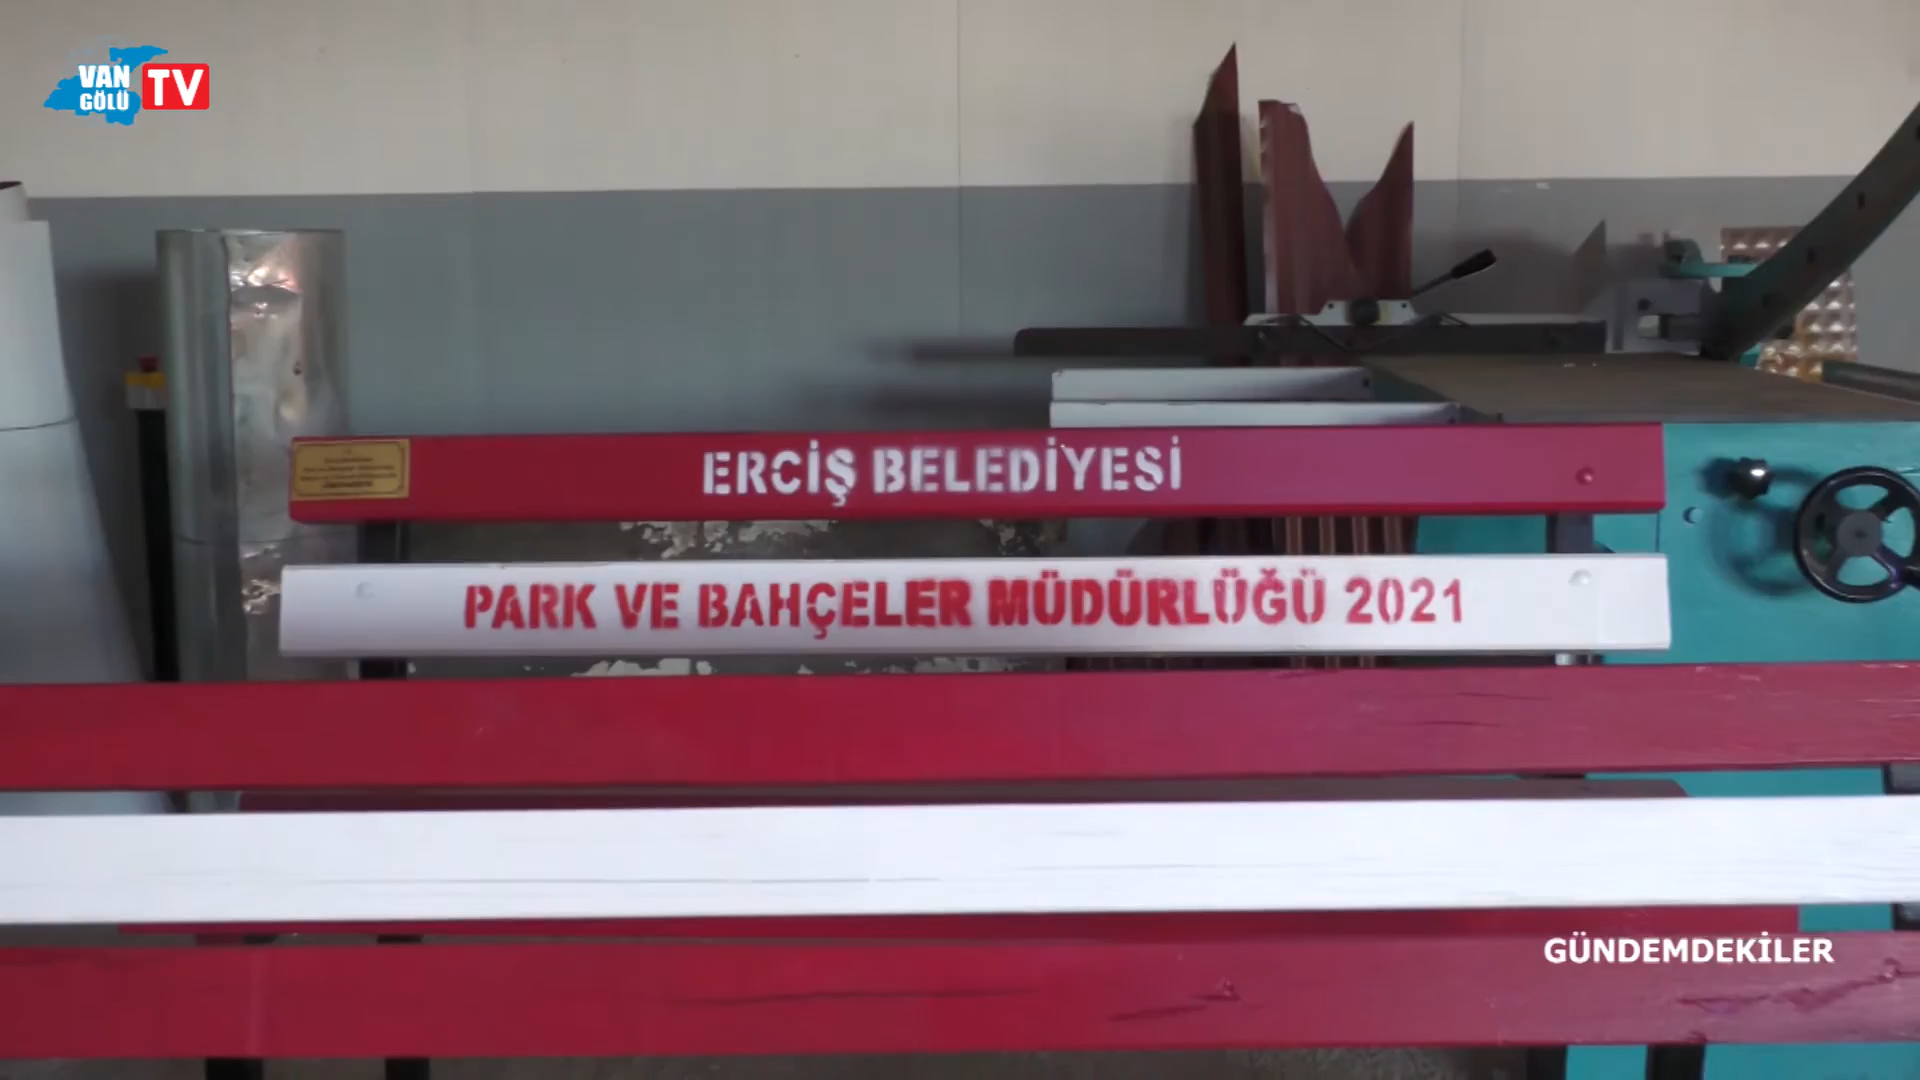 VAN
GÖLÜ
TV
ERCİŞ BELEDİYESİ
PARK VE BAHÇELER MÜDÜRLÜĞÜ 2021
GÜNDEMDEKİLER